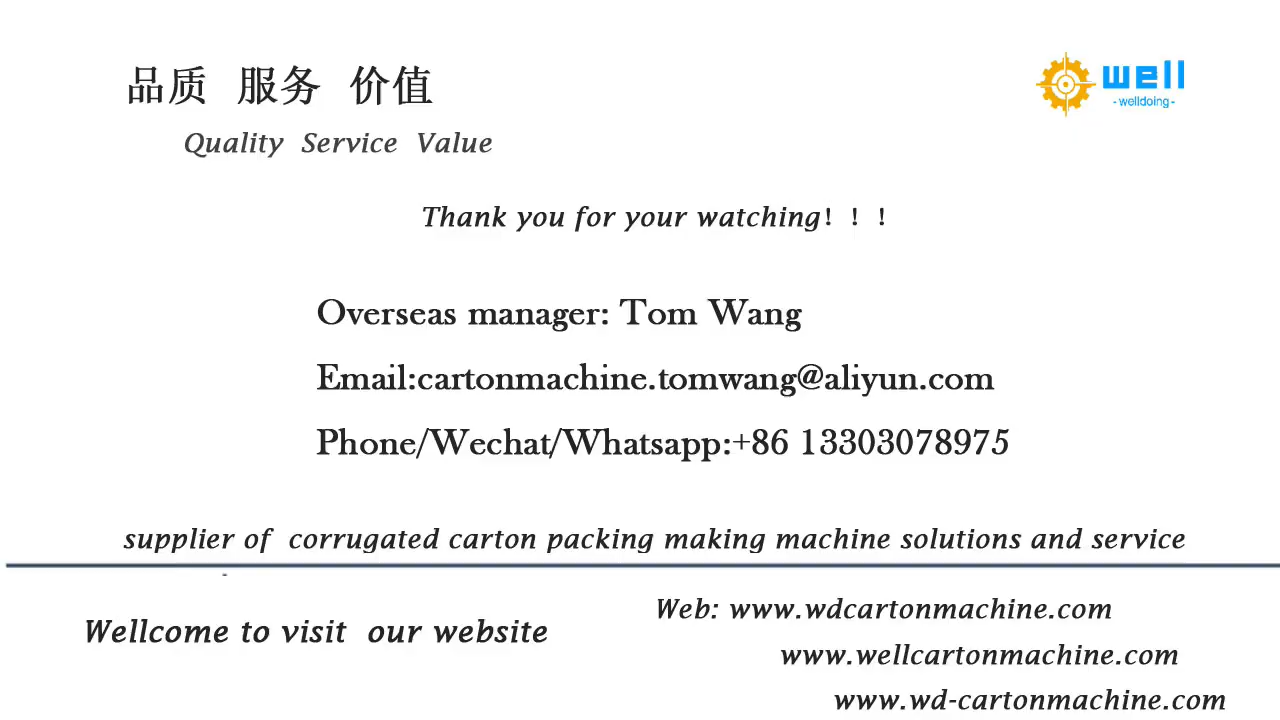 品质 服务 价值
well
-welldoing-
Quality Service Value
Thank you for your watching！！！
Overseas manager: Tom Wang
Email:cartonmachine.tomwang@aliyun.com
Phone/Wechat/Whatsapp:+86 13303078975
supplier of corrugated carton packing making machine solutions and service
Wellcome to visit our website
Web: www.wdcartonmachine.com
www.wellcartonmachine.com
www.wd-cartonmachine.com